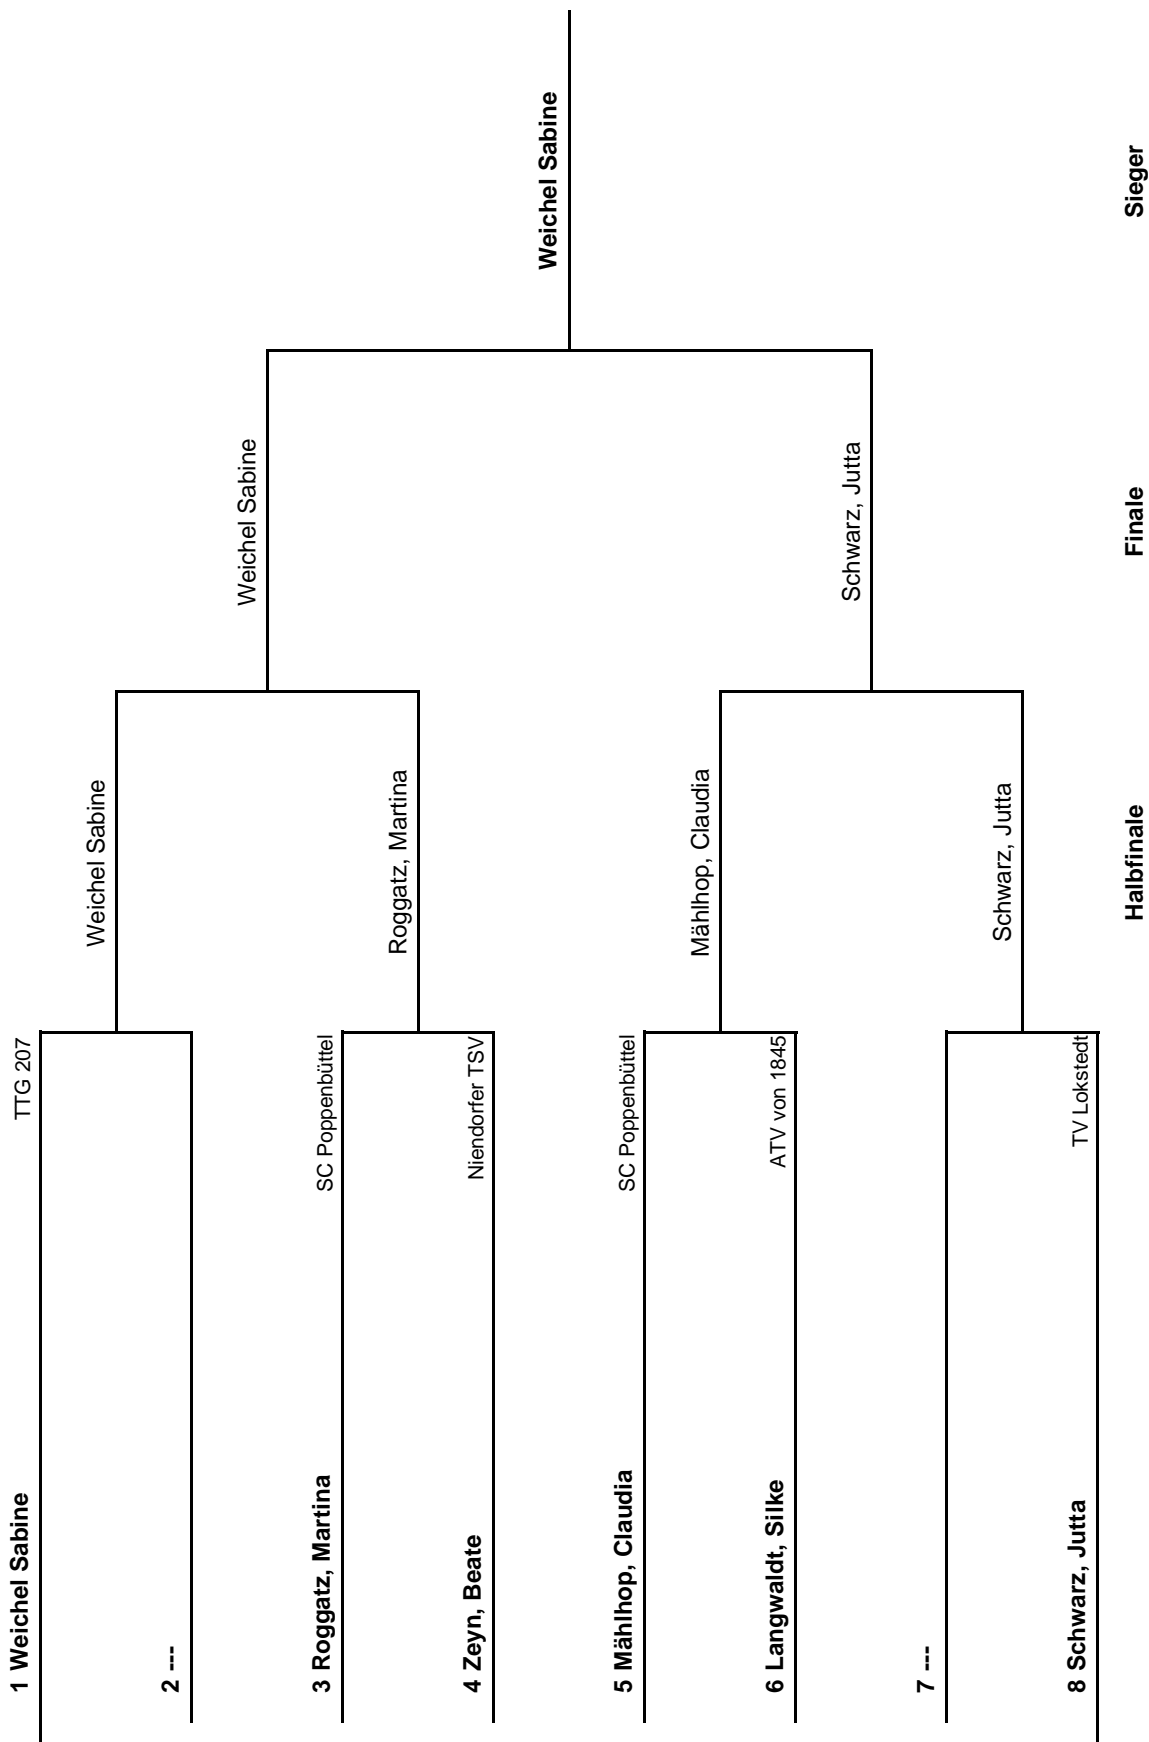 1 Weichel Sabine TTG 207
2 ---
3 Roggatz, Martina SC Poppenbüttel
4 Zeyn, Beate Niendorfer TSV
5 Mählhop, Claudia SC Poppenbüttel
6 Langwaldt, Silke ATV von 1845
7 ---
8 Schwarz, Jutta TV Lokstedt
Weichel Sabine
Roggatz, Martina
Mählhop, Claudia
Schwarz, Jutta
Halbfinale
Weichel Sabine
Schwarz, Jutta
Finale
Weichel Sabine
Sieger